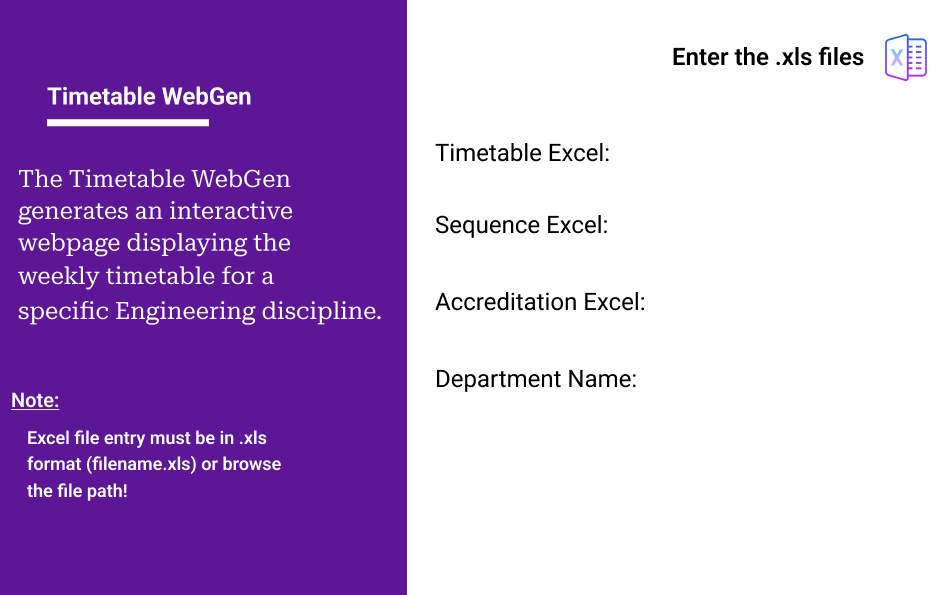 Timetable WebGen
The Timetable WebGen
generates an interactive
webpage displaying the
weekly timetable for a
specific Engineering discipline.
Note:
Excel file entry must be in .xls
format (filename.xls) or browse
the file path!
Enter the .xls files
X
Timetable Excel:
Sequence Excel:
Accreditation Excel:
Department Name: